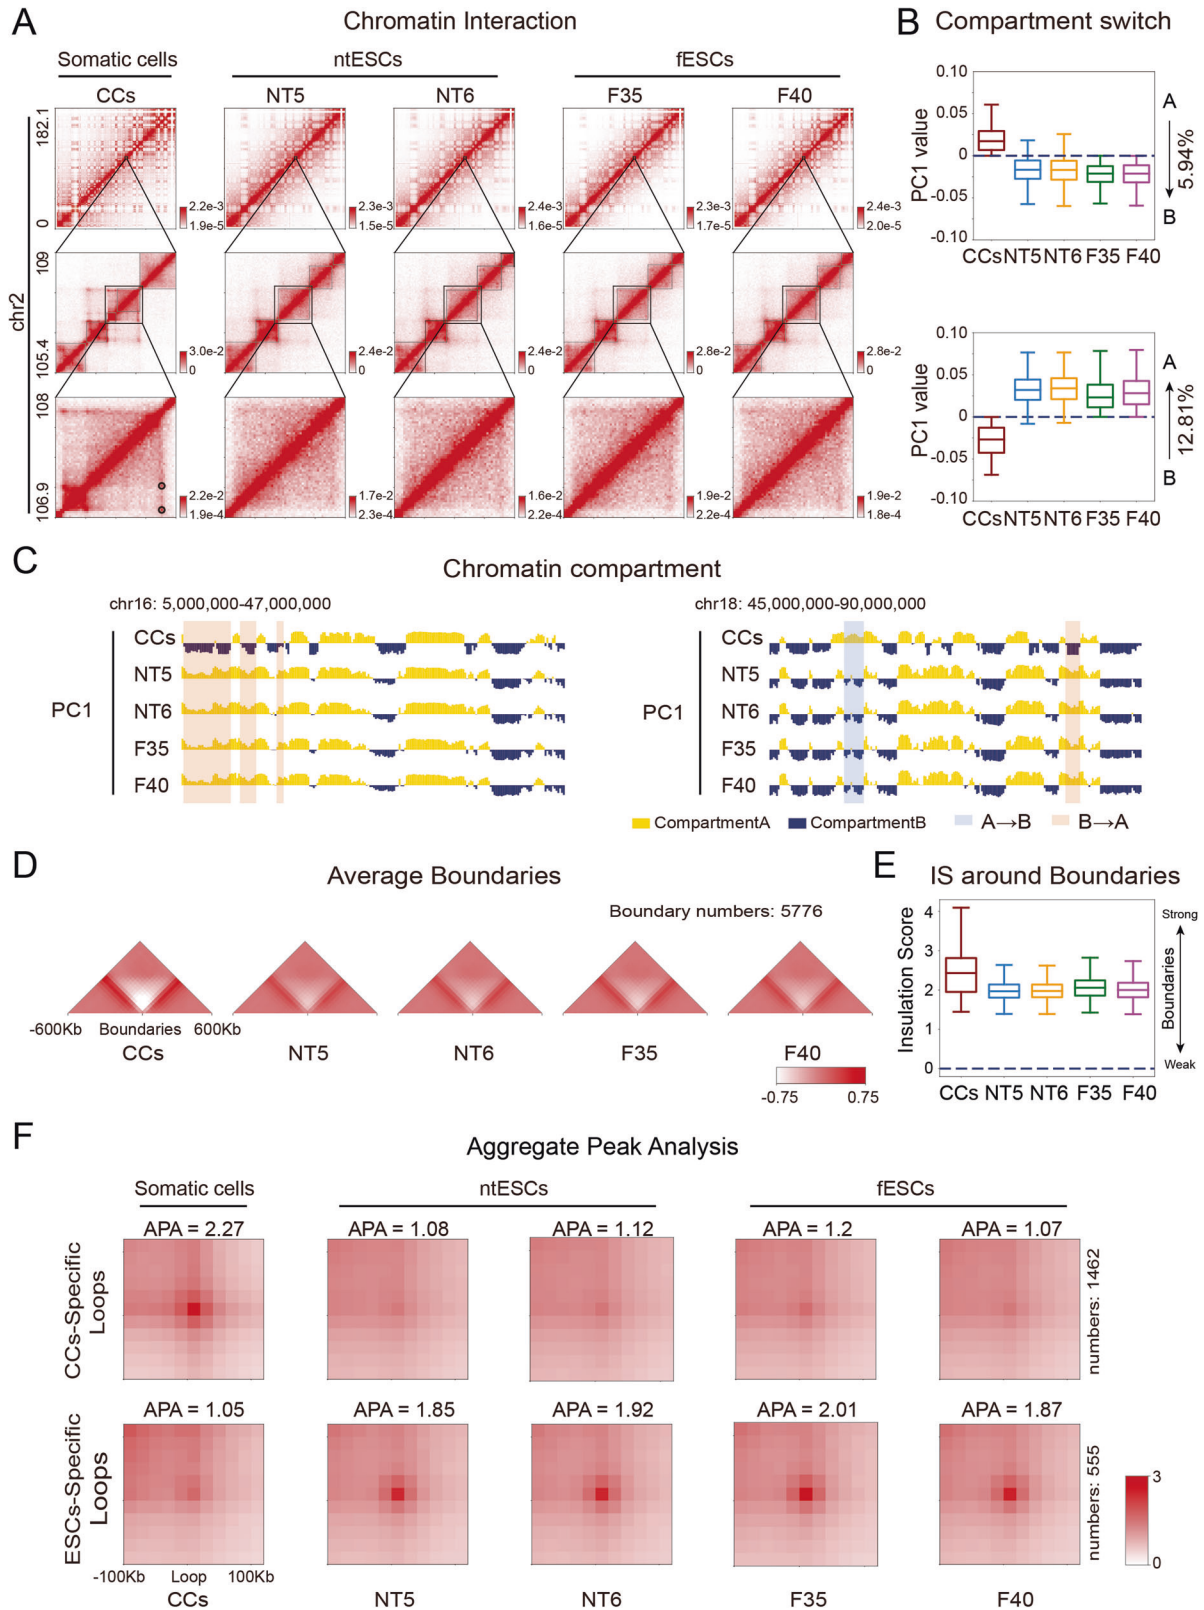 A
Chromatin Interaction
Somatic cells
ntESCs
fESCs
CCs
NT5
NT6
F35
F40
chr2
0
182.1
2.2e-3
1.9e-5
2.3e-3
1.5e-5
2.4e-3
1.6e-5
2.3e-3
1.7e-5
2.4e-3
2.0e-5
105.4
109
3.0e-2
0
2.4e-2
0
2.4e-2
0
2.8e-2
0
2.8e-2
0
106.9
108
2.2e-2
1.9e-4
1.7e-2
2.3e-4
1.6e-2
2.2e-4
1.9e-2
2.2e-4
1.9e-2
1.8e-4
B
Compartment switch
PC1 value
0.10
0.05
0
-0.05
-0.10
CCs NT5 NT6 F35 F40
A
5.94%
B
PC1 value
0.10
0.05
0
-0.05
-0.10
CCs NT5 NT6 F35 F40
A
12.81%
B
C
Chromatin compartment
chr16: 5,000,000-47,000,000
PC1
CCs
NT5
NT6
F35
F40
chr18: 45,000,000-90,000,000
PC1
CCs
NT5
NT6
F35
F40
CompartmentA
CompartmentB
A→B
B→A
D
Average Boundaries
Boundary numbers: 5776
-600Kb Boundaries 600Kb
CCs
NT5
NT6
F35
F40
-0.75
0.75
E
IS around Boundaries
Insulation Score
4
3
2
1
0
CCs NT5 NT6 F35 F40
Strong
Boundaries
Weak
F
Aggregate Peak Analysis
Somatic cells
ntESCs
fESCs
CCs-Specific
Loops
APA = 2.27
APA = 1.08
APA = 1.12
APA = 1.2
APA = 1.07
numbers: 1462
ESCs-Specific
Loops
APA = 1.05
APA = 1.85
APA = 1.92
APA = 2.01
APA = 1.87
numbers: 555
3
0
-100Kb Loop 100Kb
CCs
NT5
NT6
F35
F40